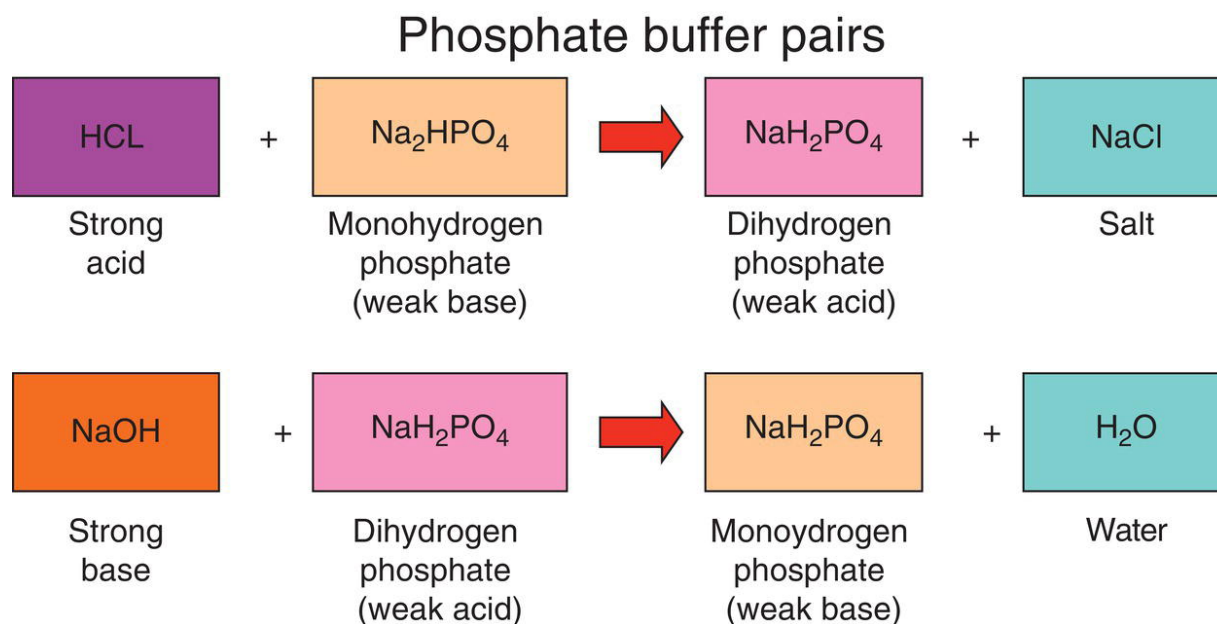 Phosphate buffer pairs
HCL + Na₂HPO₄ NaH₂PO₄ + NaCl
Strong acid
Monohydrogen phosphate (weak base)
Dihydrogen phosphate (weak acid)
Salt
NaOH + NaH₂PO₄ NaH₂PO₄ + H₂O
Strong base
Dihydrogen phosphate (weak acid)
Monoydrogen phosphate (weak base)
Water